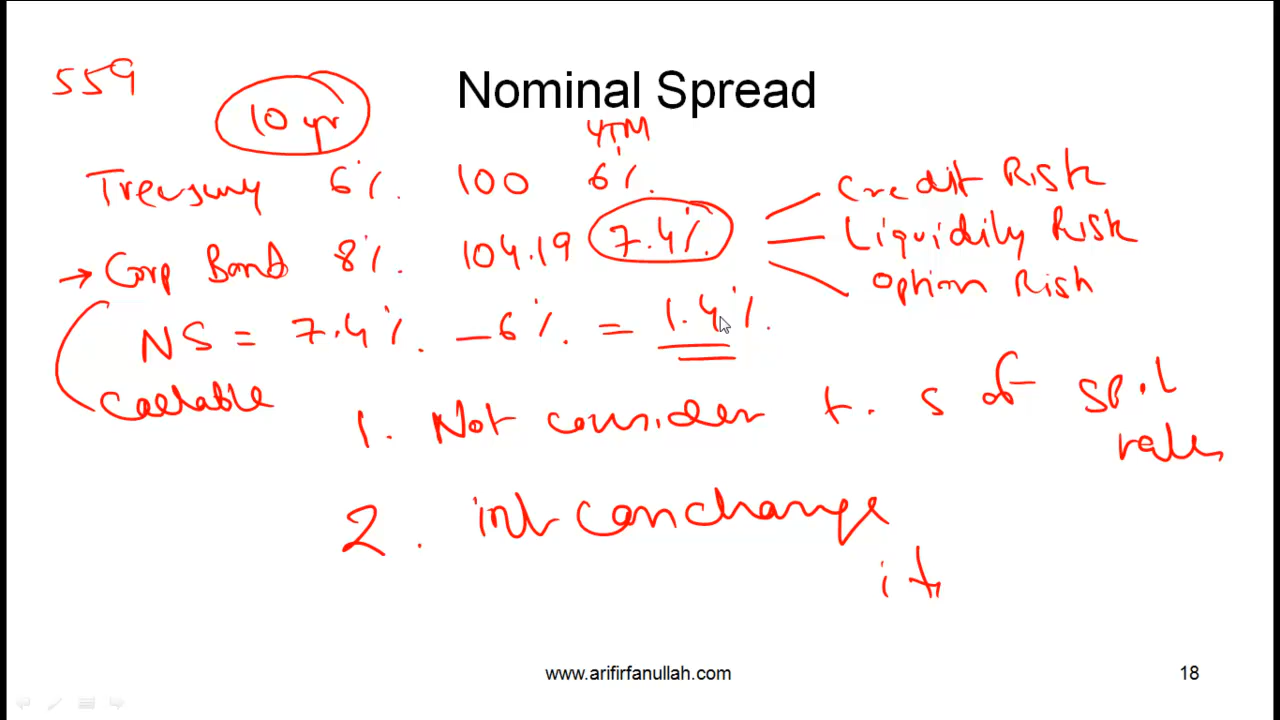 559
Nominal Spread
10 yr
YTM
Treasury 6%. 100 6%.
Credit Risk
→ Corp Bond 8%. 104.19 7.4%.
Liquidity Risk
Option Risk
NS = 7.4%. - 6%. = 1.4%.
Callable
1. Not consider t. s of spot
rates
2. int can change
www.arifirfanullah.com
18